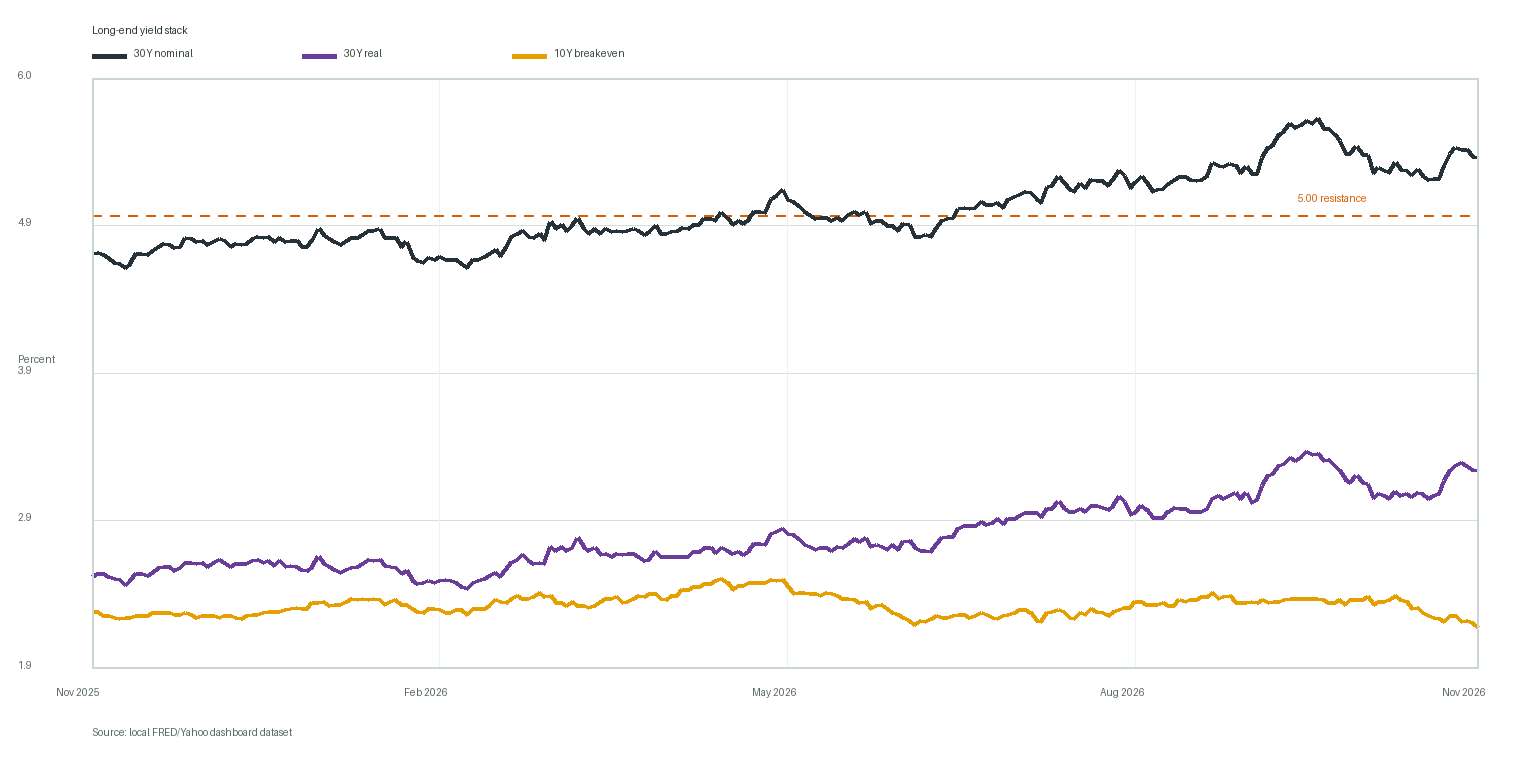 Long-end yield stack
30Y nominal 30Y real 10Y breakeven
6.0
5.00 resistance
4.9
Percent
3.9
2.9
1.9
Nov 2025 Feb 2026 May 2026 Aug 2026 Nov 2026
Source: local FRED/Yahoo dashboard dataset